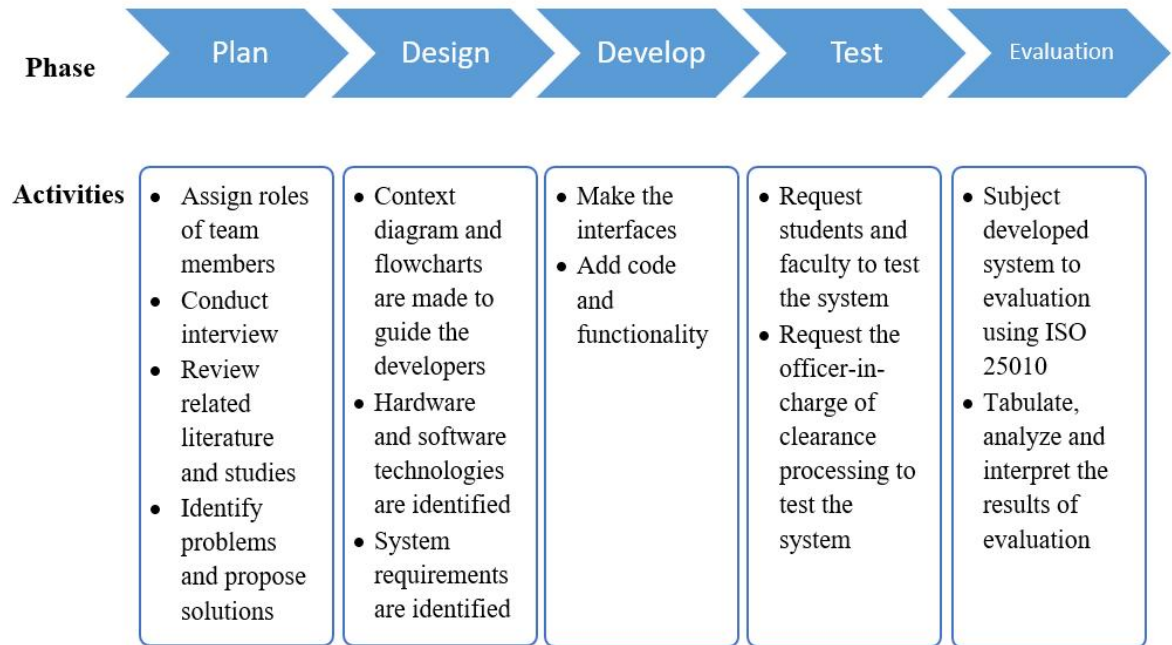 Phase
Plan
Design
Develop
Test
Evaluation
Activities
• Assign roles
of team
members
• Conduct
interview
• Review
related
literature
and studies
• Identify
problems
and propose
solutions
• Context
diagram and
flowcharts
are made to
guide the
developers
• Hardware
and software
technologies
are identified
• System
requirements
are identified
• Make the
interfaces
• Add code
and
functionality
• Request
students and
faculty to test
the system
• Request the
officer-in-
charge of
clearance
processing to
test the
system
• Subject
developed
system to
evaluation
using ISO
25010
• Tabulate,
analyze and
interpret the
results of
evaluation